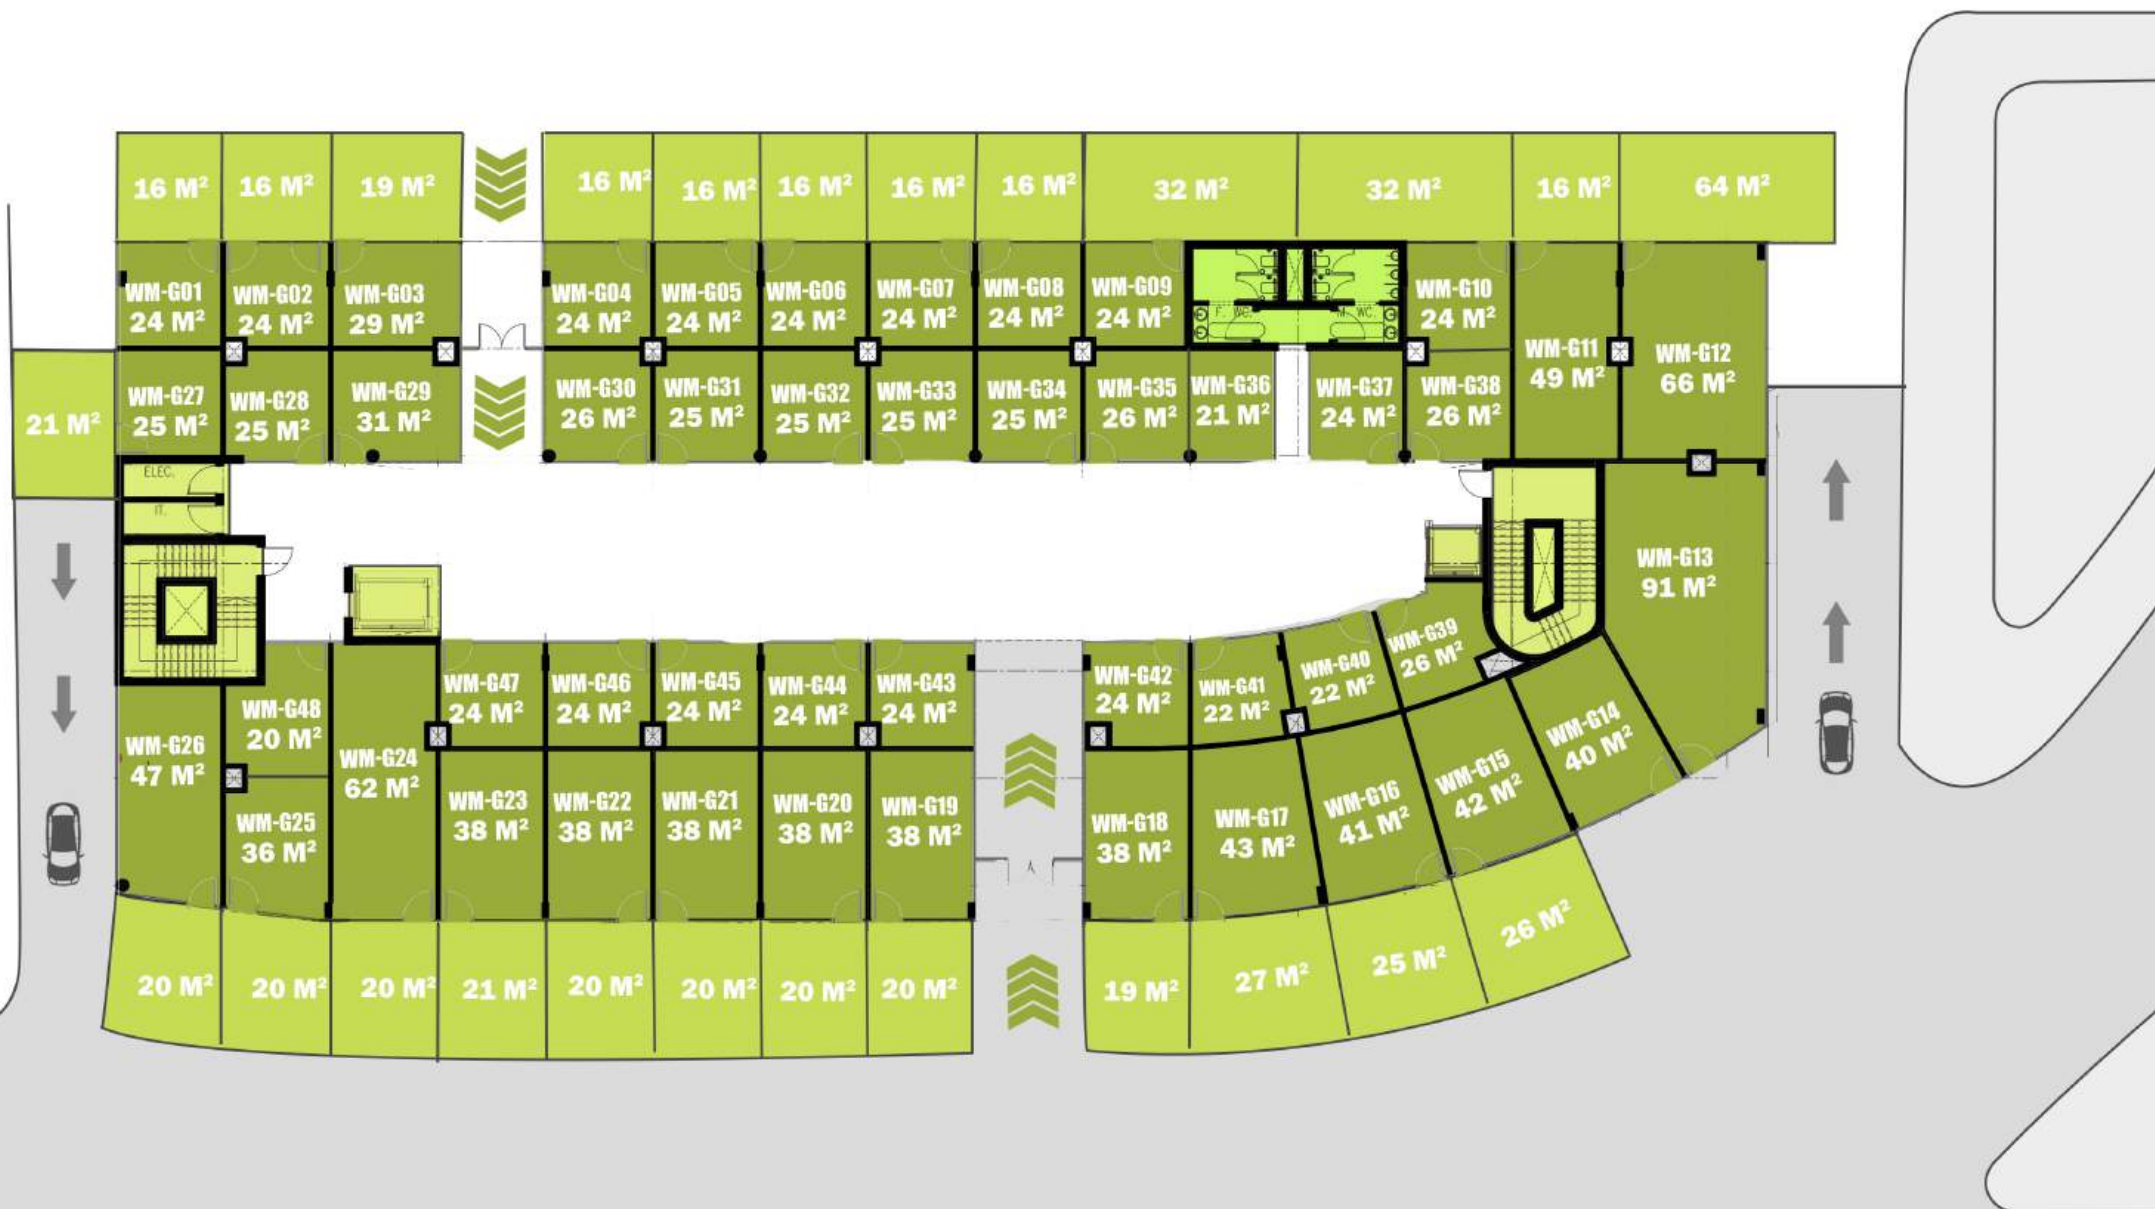 16 M²
16 M²
19 M²
16 M²
16 M²
16 M²
16 M²
16 M²
32 M²
32 M²
16 M²
64 M²
WM-G01
24 M²
WM-G02
24 M²
WM-G03
29 M²
WM-G04
24 M²
WM-G05
24 M²
WM-G06
24 M²
WM-G07
24 M²
WM-G08
24 M²
WM-G09
24 M²
F. WC.
M. WC.
WM-G10
24 M²
WM-G11
49 M²
WM-G12
66 M²
21 M²
WM-G27
25 M²
WM-G28
25 M²
WM-G29
31 M²
WM-G30
26 M²
WM-G31
25 M²
WM-G32
25 M²
WM-G33
25 M²
WM-G34
25 M²
WM-G35
26 M²
WM-G36
21 M²
WM-G37
24 M²
WM-G38
26 M²
ELEC.
IT.
WM-G13
91 M²
WM-G48
20 M²
WM-G24
62 M²
WM-G47
24 M²
WM-G46
24 M²
WM-G45
24 M²
WM-G44
24 M²
WM-G43
24 M²
WM-G42
24 M²
WM-G41
22 M²
WM-G40
22 M²
WM-G39
26 M²
WM-G26
47 M²
WM-G25
36 M²
WM-G23
38 M²
WM-G22
38 M²
WM-G21
38 M²
WM-G20
38 M²
WM-G19
38 M²
WM-G18
38 M²
WM-G17
43 M²
WM-G16
41 M²
WM-G15
42 M²
WM-G14
40 M²
20 M²
20 M²
20 M²
21 M²
20 M²
20 M²
20 M²
20 M²
19 M²
27 M²
25 M²
26 M²